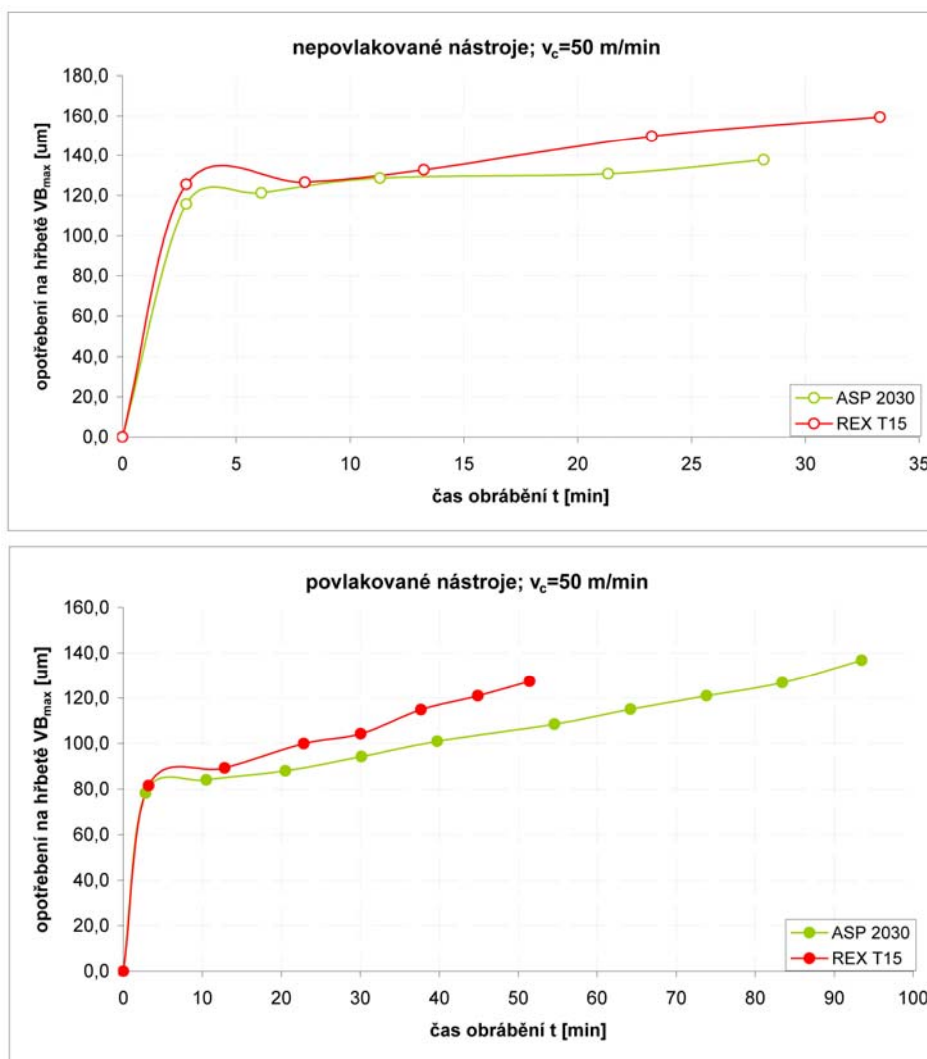 nepovlakované nástroje; vc=50 m/min
opotřebení na hřbetě VBmax [um]
180,0
160,0
140,0
120,0
100,0
80,0
60,0
40,0
20,0
0,0
0 5 10 15 20 25 30 35
čas obrábění t [min]
ASP 2030
REX T15
povlakované nástroje; vc=50 m/min
opotřebení na hřbetě VBmax [um]
160,0
140,0
120,0
100,0
80,0
60,0
40,0
20,0
0,0
0 10 20 30 40 50 60 70 80 90 100
čas obrábění t [min]
ASP 2030
REX T15